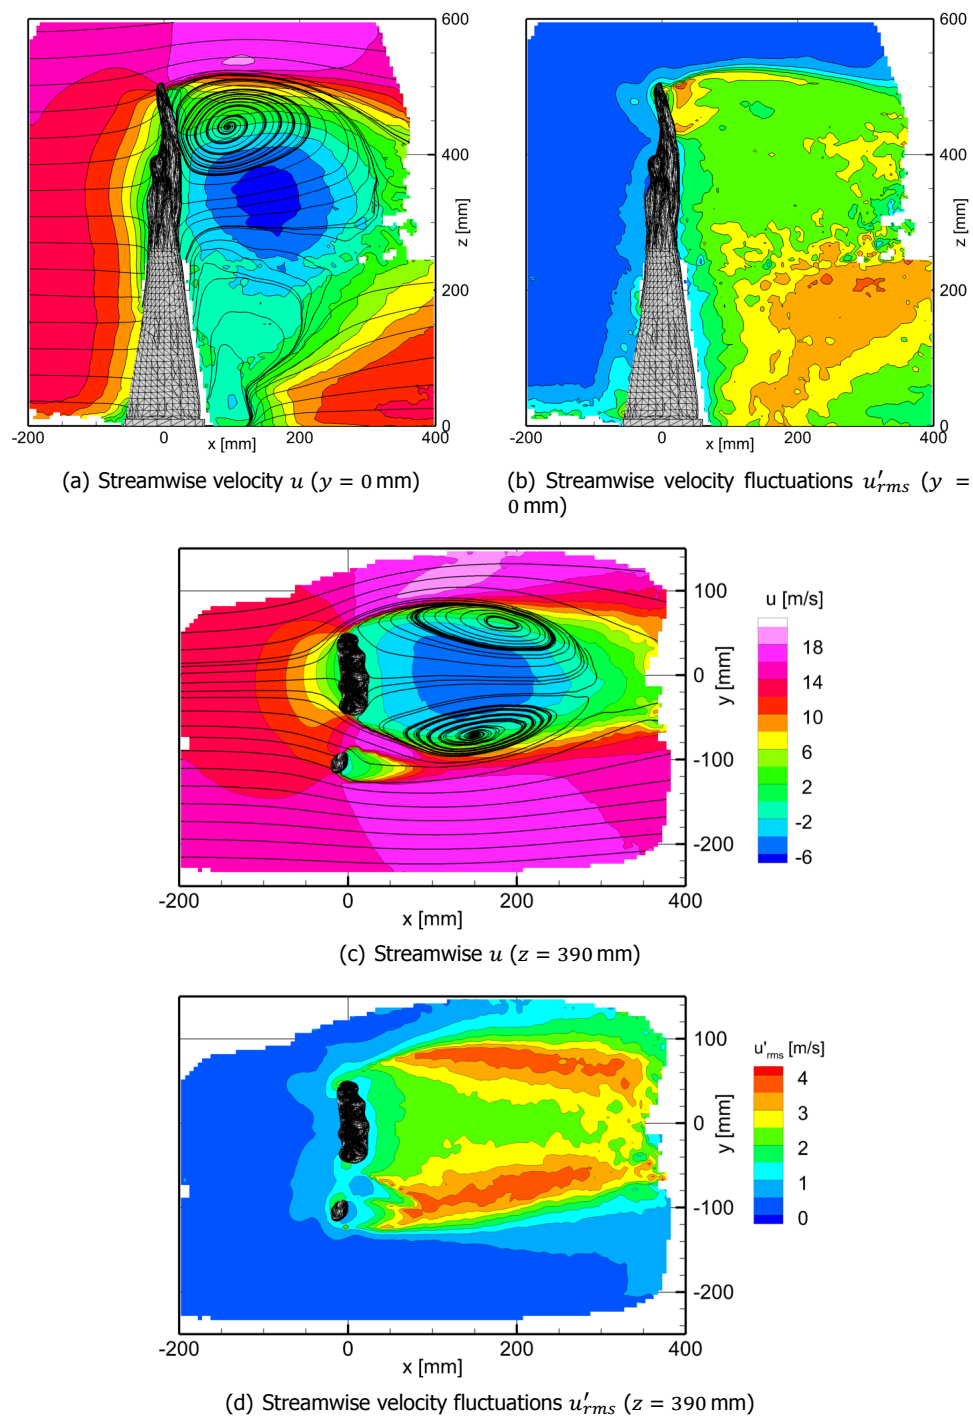 600
400
200
0
z [mm]
-200
0
200
400
x [mm]
600
400
200
0
z [mm]
-200
0
200
400
x [mm]
(a) Streamwise velocity u (y = 0 mm)
(b) Streamwise velocity fluctuations u′rms (y =
0 mm)
100
0
-100
-200
y [mm]
-200
0
200
400
x [mm]
u [m/s]
18
14
10
6
2
-2
-6
(c) Streamwise u (z = 390 mm)
100
0
-100
-200
y [mm]
-200
0
200
400
x [mm]
u'rms [m/s]
4
3
2
1
0
(d) Streamwise velocity fluctuations u′rms (z = 390 mm)